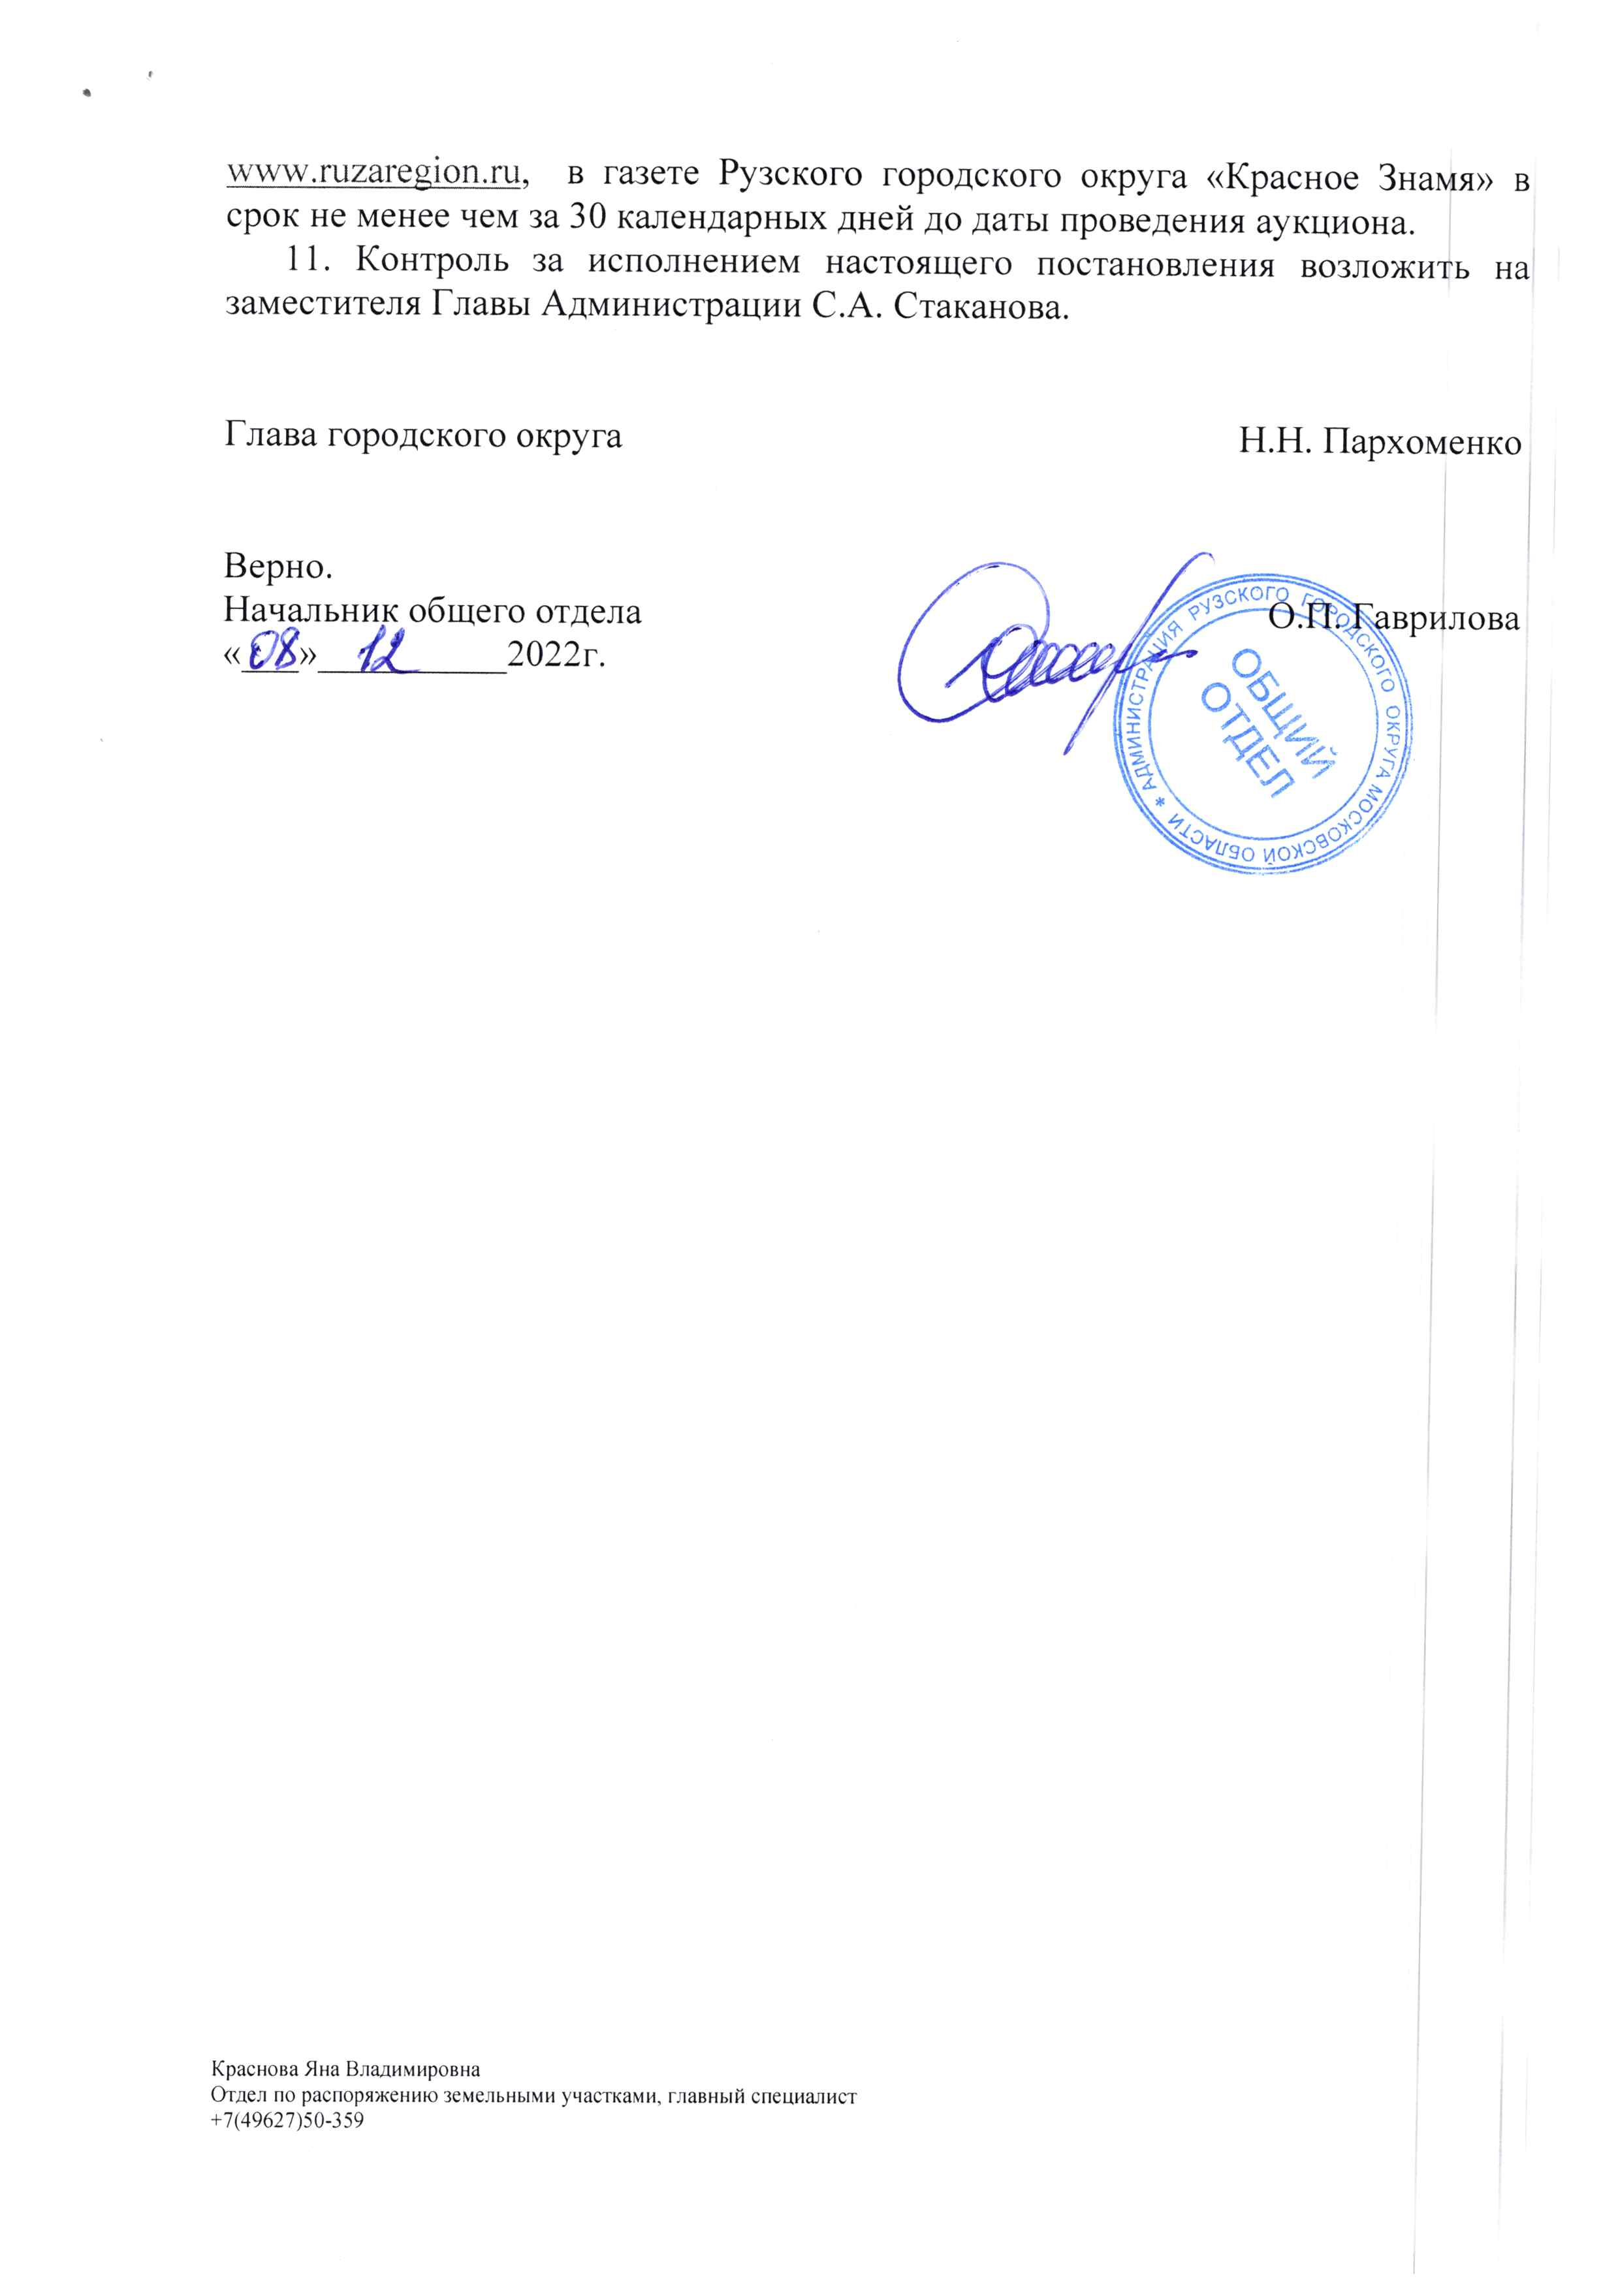 www.ruzaregion.ru, в газете Рузского городского округа «Красное Знамя» в
срок не менее чем за 30 календарных дней до даты проведения аукциона.
11. Контроль за исполнением настоящего постановления возложить на
заместителя Главы Администрации С.А. Стаканова.
Глава городского округа Н.Н. Пархоменко
Верно.
Начальник общего отдела О.П. Гаврилова
«08» 12 2022г.
АДМИНИСТРАЦИЯ РУЗСКОГО ГОРОДСКОГО ОКРУГА МОСКОВСКОЙ ОБЛАСТИ *
ОБЩИЙ
ОТДЕЛ
Краснова Яна Владимировна
Отдел по распоряжению земельными участками, главный специалист
+7(49627)50-359